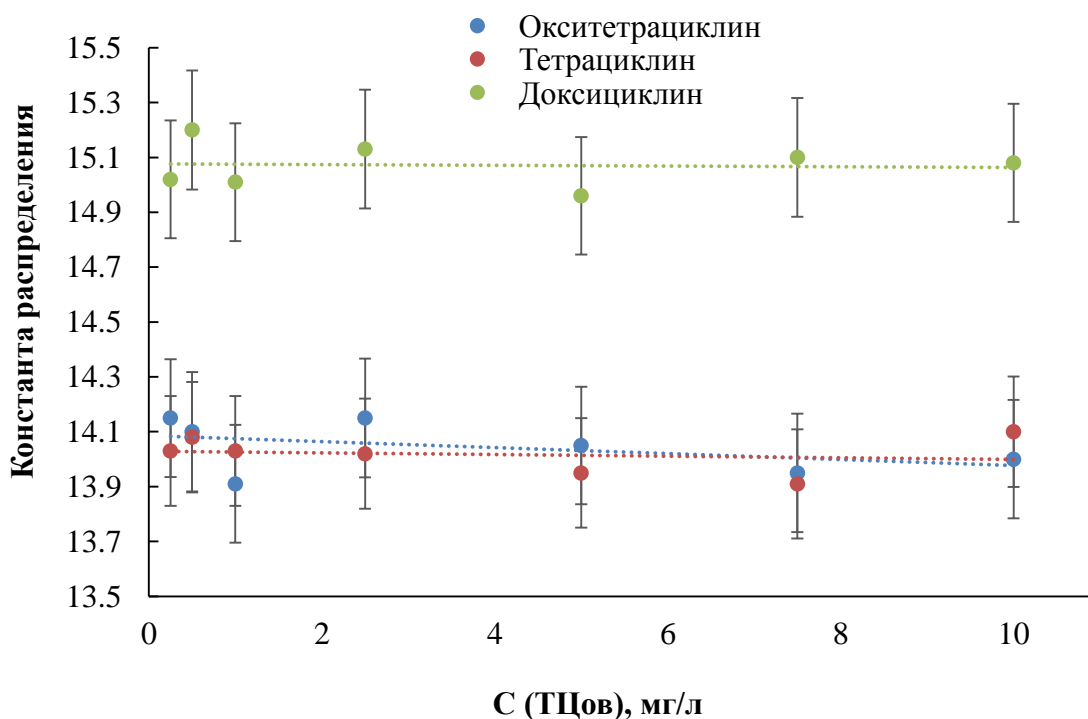 Окситетрациклин
Тетрациклин
Доксициклин
15.5
15.3
15.1
14.9
14.7
14.5
14.3
14.1
13.9
13.7
13.5
Константа распределения
0 2 4 6 8 10
C (ТЦов), мг/л